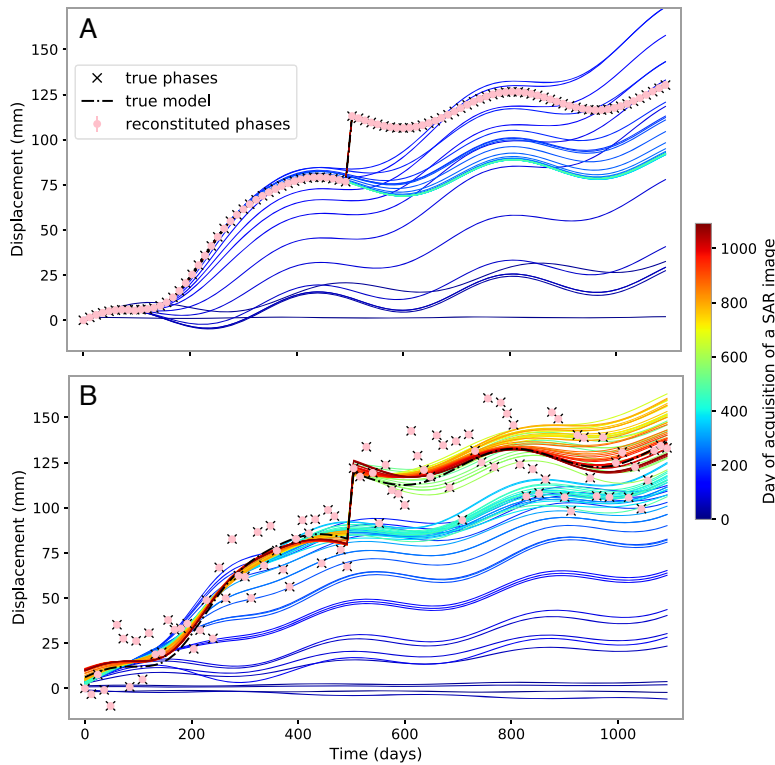 A
150
125
100
75
50
25
0
Displacement (mm)
true phases
true model
reconstituted phases
B
150
125
100
75
50
25
0
Displacement (mm)
0 200 400 600 800 1000
Time (days)
1000
800
600
400
200
0
Day of acquisition of a SAR image